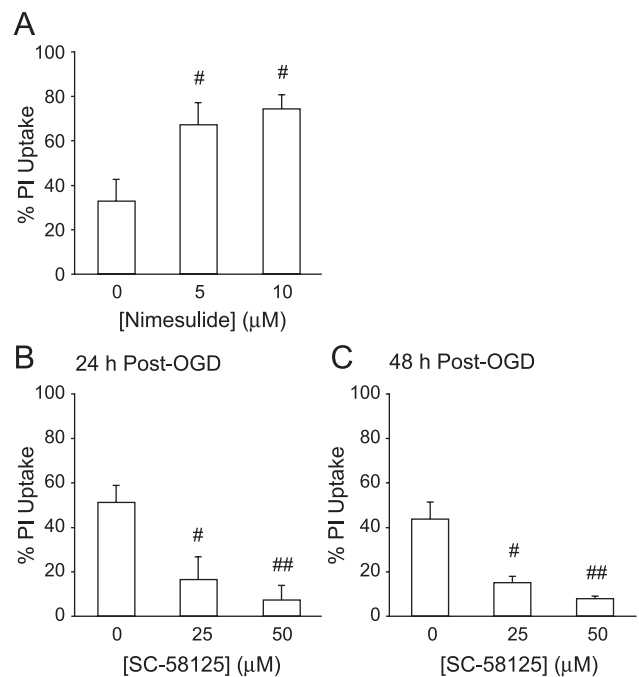 A
100
80
60
40
20
0
% PI Uptake
#
#
0 5 10
[Nimesulide] (μM)
B 24 h Post-OGD
100
80
60
40
20
0
% PI Uptake
#
##
0 25 50
[SC-58125] (μM)
C 48 h Post-OGD
100
80
60
40
20
0
% PI Uptake
#
##
0 25 50
[SC-58125] (μM)